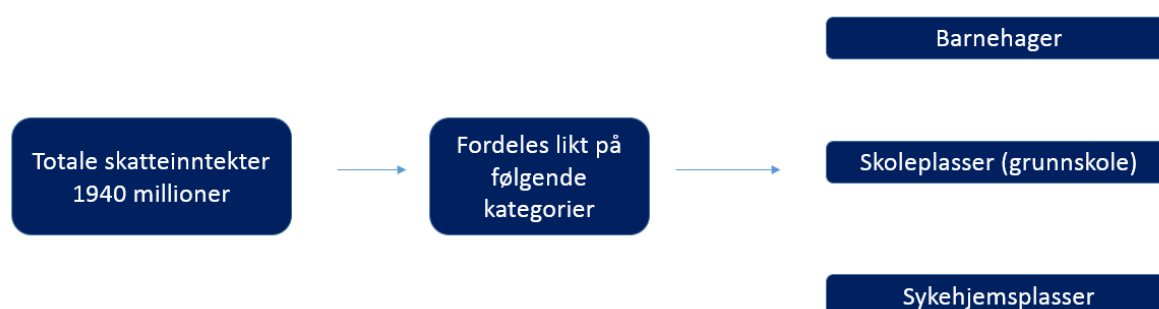 Barnehager
Totale skatteinntekter
1940 millioner
Fordeles likt på
følgende
kategorier
Skoleplasser (grunnskole)
Sykehjemsplasser